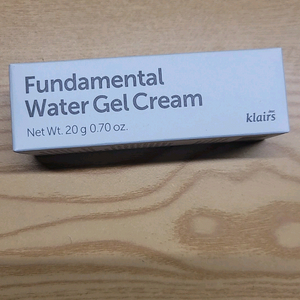 Fundamental
Water Gel Cream
Net Wt. 20 g 0.70 oz.
klairs